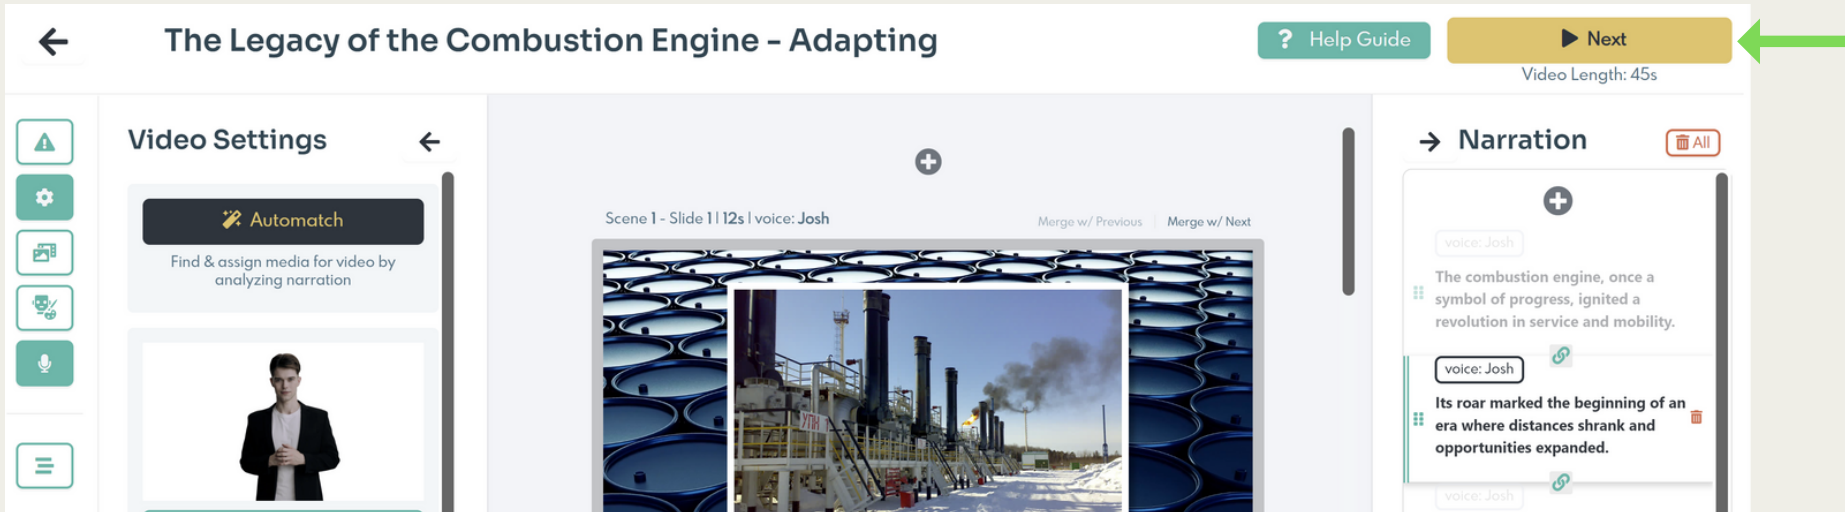 The Legacy of the Combustion Engine - Adapting
? Help Guide
Next
Video Length: 45s
Video Settings
Automatch
Find & assign media for video by
analyzing narration
Scene 1 - Slide 1 | 12s | voice: Josh
Merge w/ Previous
Merge w/ Next
УПН 1
Narration
All
voice: Josh
The combustion engine, once a
symbol of progress, ignited a
revolution in service and mobility.
voice: Josh
Its roar marked the beginning of an
era where distances shrank and
opportunities expanded.
voice: Josh